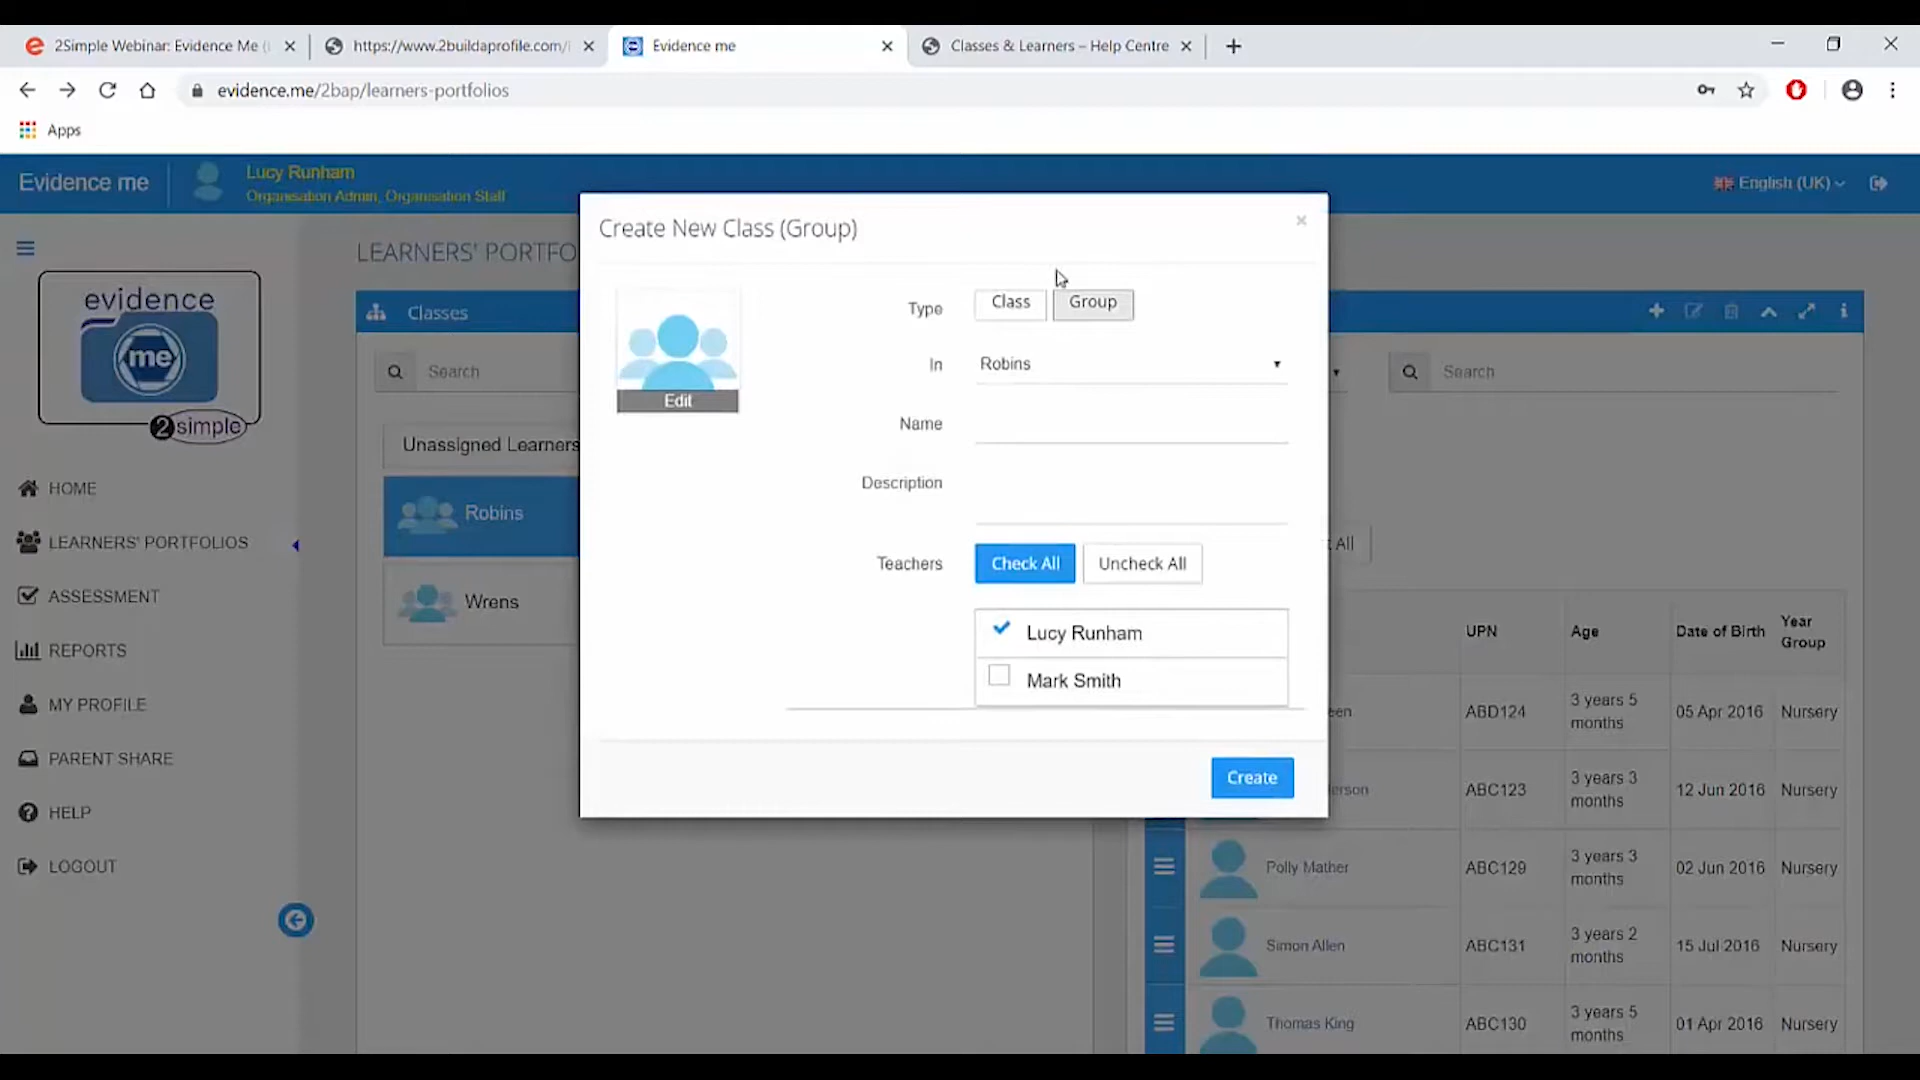 2Simple Webinar: Evidence Me (
https://www.2buildaprofile.com/
Evidence me
Classes & Learners – Help Centre
evidence.me/2bap/learners-portfolios
Apps
Evidence me
Lucy Runham
Organisation Admin, Organisation Staff
English (UK)
evidence
me
2simple
HOME
LEARNERS' PORTFOLIOS
ASSESSMENT
REPORTS
MY PROFILE
PARENT SHARE
HELP
LOGOUT
LEARNERS' PORTFO
Classes
Search
Unassigned Learners
Robins
Wrens
Create New Class (Group)
×
Edit
Type
Class
Group
In
Robins
Name
Description
Teachers
Check All
Uncheck All
Lucy Runham
Mark Smith
Create
Search
All
UPN
Age
Date of Birth
Year
Group
een
ABD124
3 years 5
months
05 Apr 2016
Nursery
erson
ABC123
3 years 3
months
12 Jun 2016
Nursery
Polly Mather
ABC129
3 years 3
months
02 Jun 2016
Nursery
Simon Allen
ABC131
3 years 2
months
15 Jul 2016
Nursery
Thomas King
ABC130
3 years 5
months
01 Apr 2016
Nursery